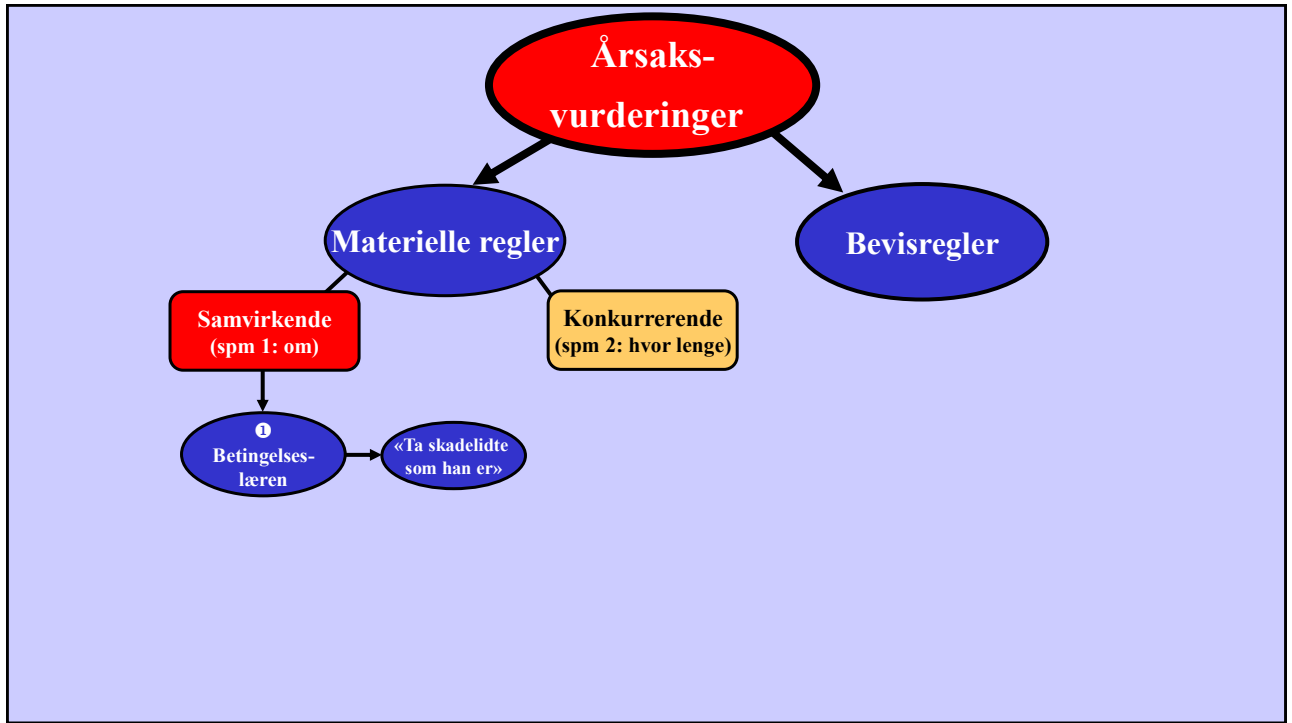 Årsaks-
vurderinger
Materielle regler
Bevisregler
Samvirkende
(spm 1: om)
Konkurrerende
(spm 2: hvor lenge)
❶
Betingelses-
læren
«Ta skadelidte
som han er»